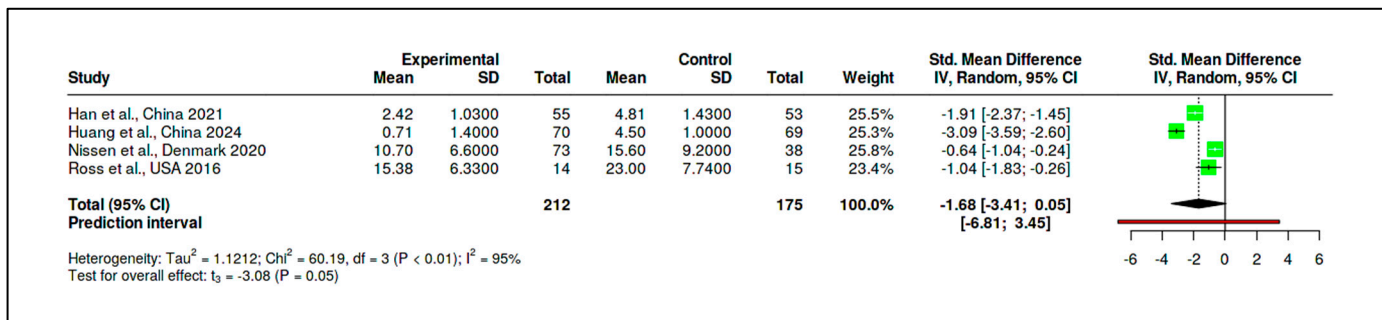 Experimental Control Std. Mean Difference Std. Mean Difference
Study Mean SD Total Mean SD Total Weight IV, Random, 95% CI IV, Random, 95% CI
Han et al., China 2021 2.42 1.0300 55 4.81 1.4300 53 25.5% -1.91 [-2.37; -1.45]
Huang et al., China 2024 0.71 1.4000 70 4.50 1.0000 69 25.3% -3.09 [-3.59; -2.60]
Nissen et al., Denmark 2020 10.70 6.6000 73 15.60 9.2000 38 25.8% -0.64 [-1.04; -0.24]
Ross et al., USA 2016 15.38 6.3300 14 23.00 7.7400 15 23.4% -1.04 [-1.83; -0.26]
Total (95% CI) 212 175 100.0% -1.68 [-3.41; 0.05]
Prediction interval [-6.81; 3.45]
Heterogeneity: Tau² = 1.1212; Chi² = 60.19, df = 3 (P < 0.01); I² = 95%
Test for overall effect: t₃ = -3.08 (P = 0.05)
-6 -4 -2 0 2 4 6